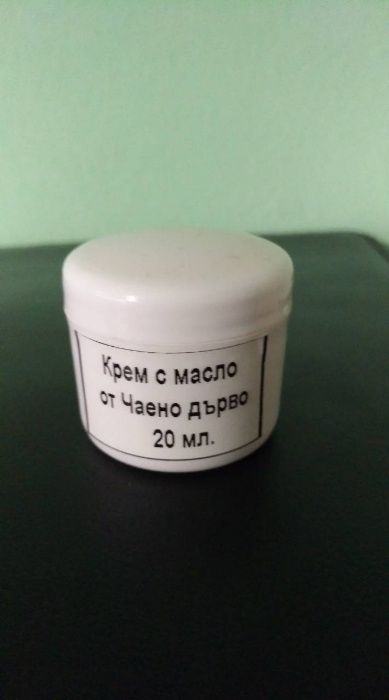 Крем с масло
от Чаено дърво
20 мл.